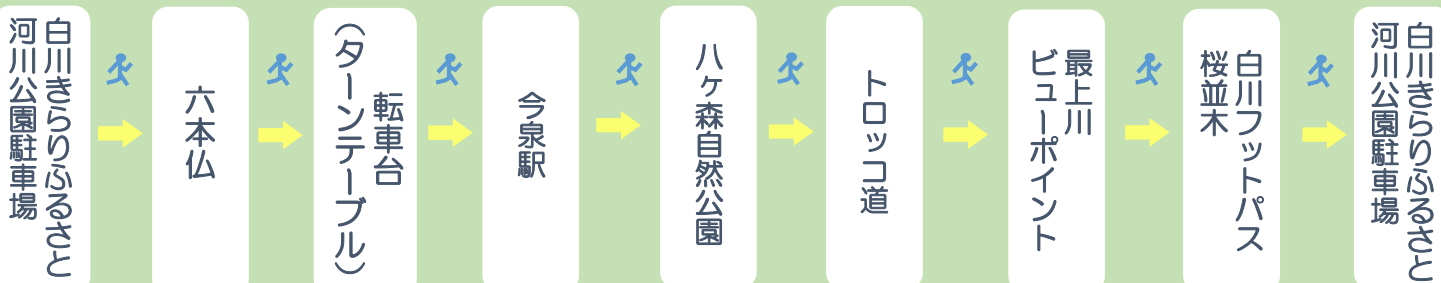 白川きらりふるさと
河川公園駐車場
六本仏
転車台
（ターンテーブル）
今泉駅
八ヶ森自然公園
トロッコ道
最上川
ビューポイント
白川フットパス
桜並木
白川きらりふるさと
河川公園駐車場